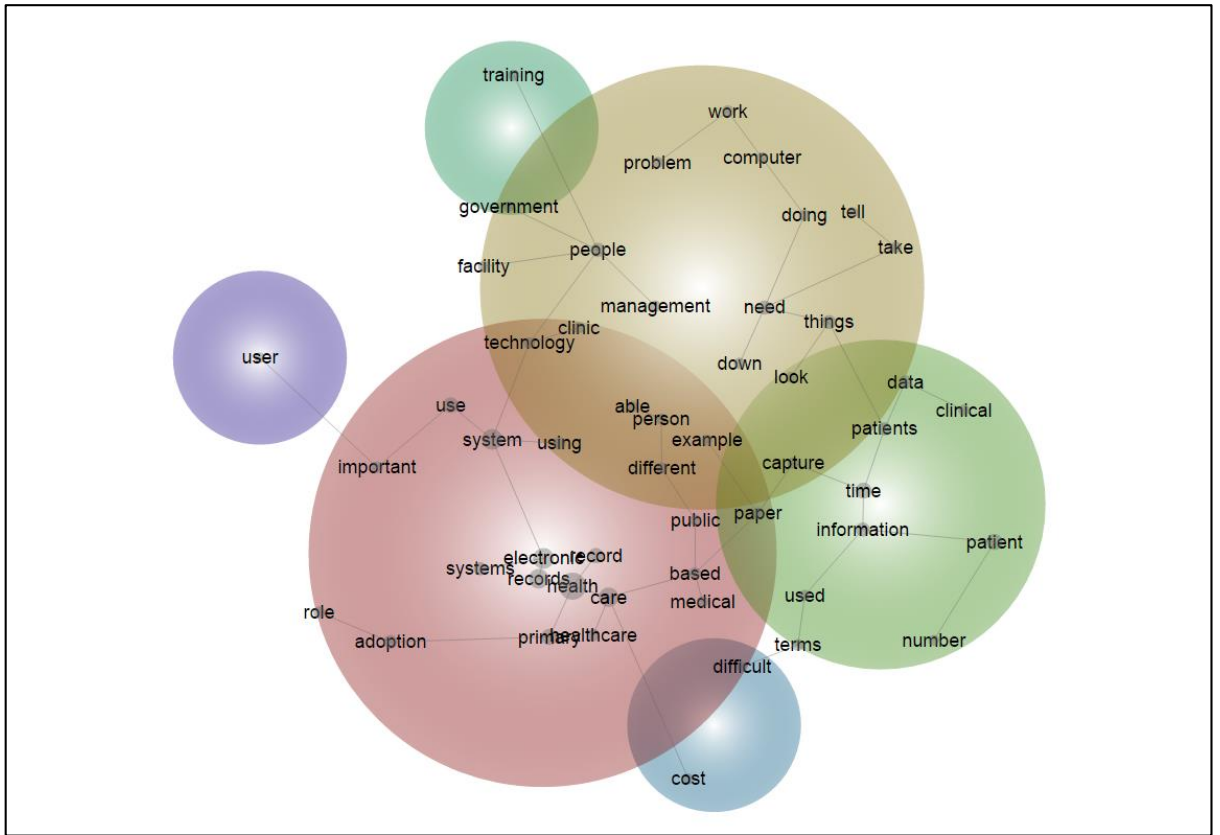 training
work
problem
computer
government
doing
tell
people
take
facility
management
need
things
clinic
technology
down
look
data
user
use
able
clinical
person
patients
system
using
example
important
different
capture
time
public
paper
information
patient
electronic
record
systems
records
health
based
care
used
medical
role
adoption
primary
healthcare
terms
number
difficult
cost